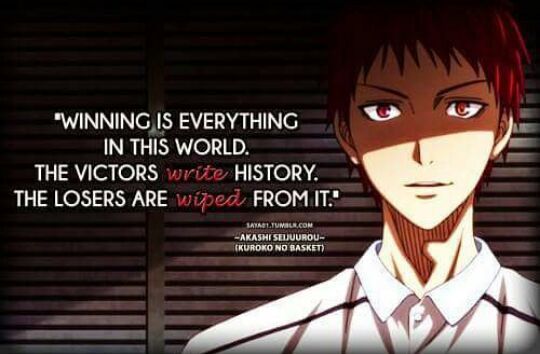 "WINNING IS EVERYTHING
IN THIS WORLD.
THE VICTORS write HISTORY.
THE LOSERS ARE wiped FROM IT."
SAYA01.TUMBLR.COM
~AKASHI SEIJUUROU~
(KUROKO NO BASKET)